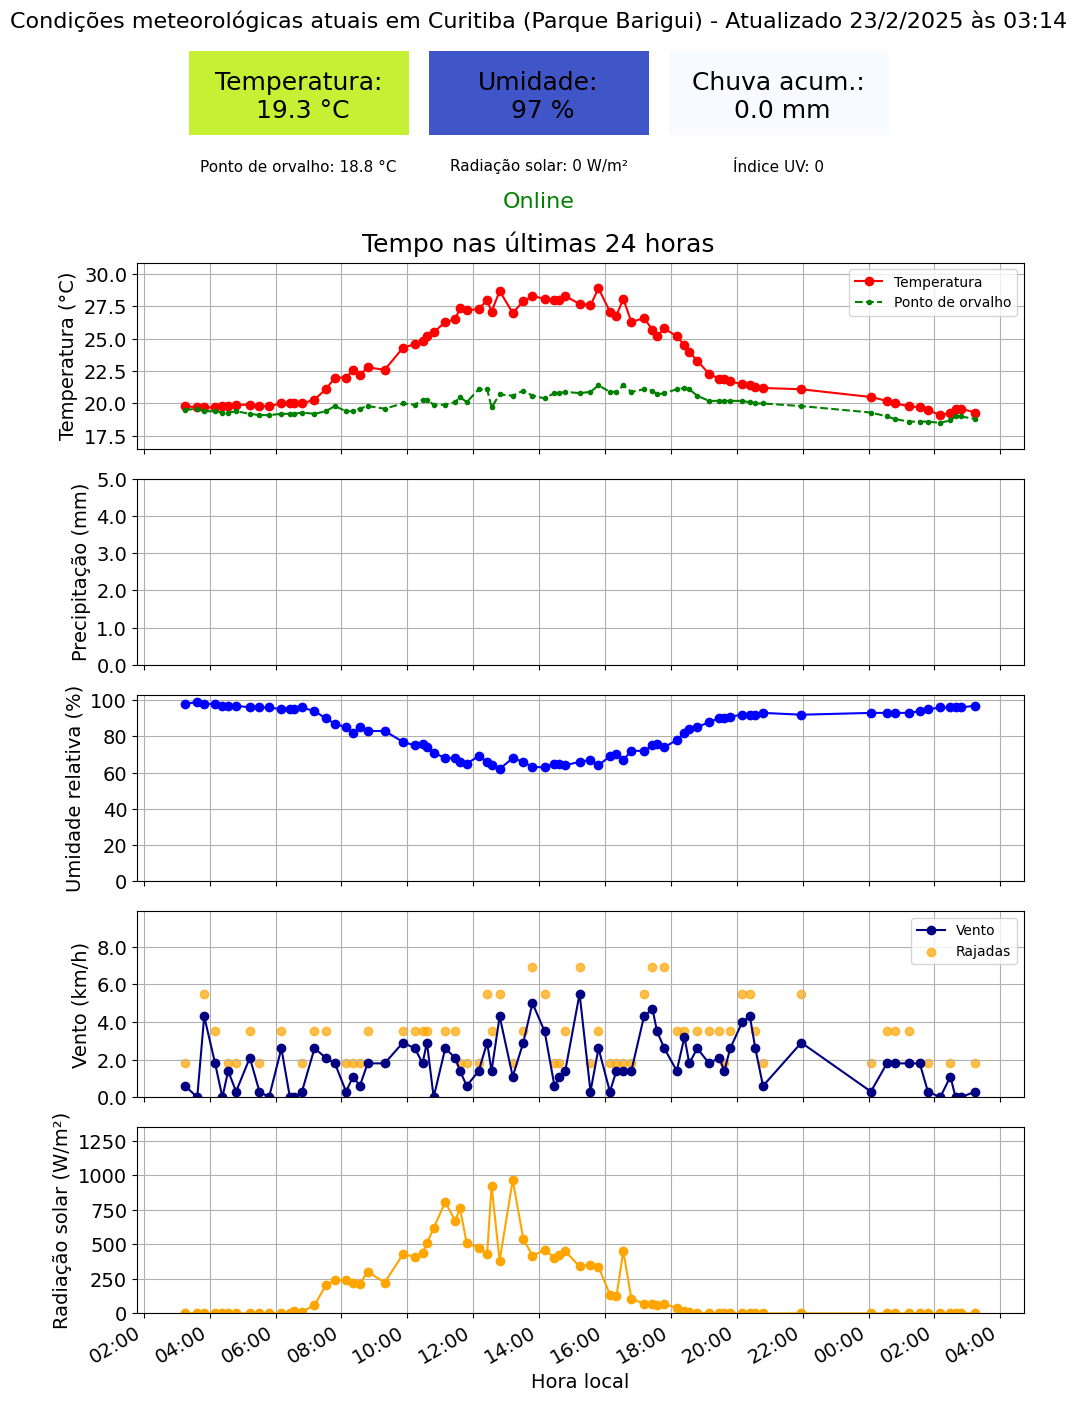 Condições meteorológicas atuais em Curitiba (Parque Barigui) - Atualizado 23/2/2025 às 03:14
Temperatura:
19.3 °C
Umidade:
97 %
Chuva acum.:
0.0 mm
Ponto de orvalho: 18.8 °C
Radiação solar: 0 W/m²
Índice UV: 0
Online
Tempo nas últimas 24 horas
Temperatura (°C)
30.0
27.5
25.0
22.5
20.0
17.5
Temperatura
Ponto de orvalho
Precipitação (mm)
5.0
4.0
3.0
2.0
1.0
0.0
Umidade relativa (%)
100
80
60
40
20
0
Vento (km/h)
8.0
6.0
4.0
2.0
0.0
Vento
Rajadas
Radiação solar (W/m²)
1250
1000
750
500
250
0
02:00
04:00
06:00
08:00
10:00
12:00
14:00
16:00
18:00
20:00
22:00
00:00
02:00
04:00
Hora local